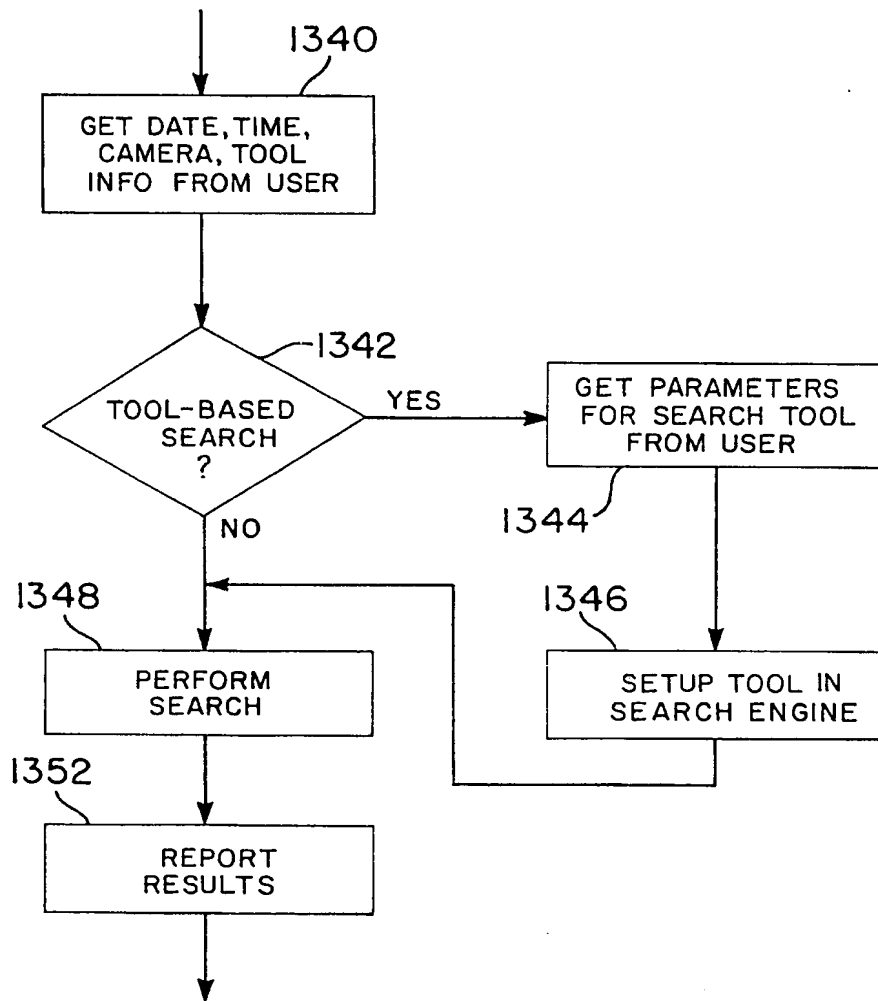 1340
GET DATE, TIME,
CAMERA, TOOL
INFO FROM USER
1342
TOOL-BASED
SEARCH
?
YES
GET PARAMETERS
FOR SEARCH TOOL
FROM USER
1344
NO
1348
PERFORM
SEARCH
1346
SETUP TOOL IN
SEARCH ENGINE
1352
REPORT
RESULTS